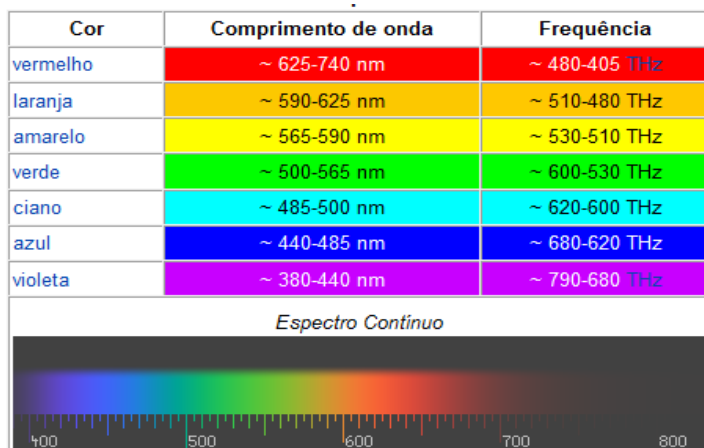 Cor Comprimento de onda Frequência
vermelho ~ 625-740 nm ~ 480-405 THz
laranja ~ 590-625 nm ~ 510-480 THz
amarelo ~ 565-590 nm ~ 530-510 THz
verde ~ 500-565 nm ~ 600-530 THz
ciano ~ 485-500 nm ~ 620-600 THz
azul ~ 440-485 nm ~ 680-620 THz
violeta ~ 380-440 nm ~ 790-680 THz
Espectro Contínuo
400 500 600 700 800